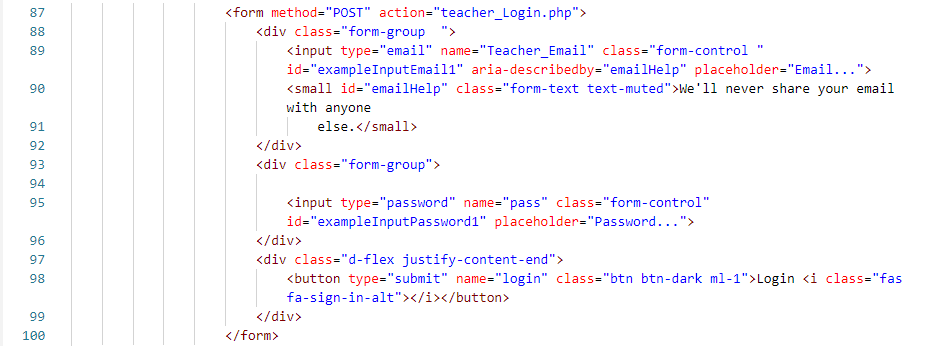 87 <form method="POST" action="teacher_Login.php">
88 <div class="form-group  ">
89 <input type="email" name="Teacher_Email" class="form-control "
id="exampleInputEmail1" aria-describedby="emailHelp" placeholder="Email...">
90 <small id="emailHelp" class="form-text text-muted">We'll never share your email
with anyone
91 else.</small>
92 </div>
93 <div class="form-group">
94
95 <input type="password" name="pass" class="form-control"
id="exampleInputPassword1" placeholder="Password...">
96 </div>
97 <div class="d-flex justify-content-end">
98 <button type="submit" name="login" class="btn btn-dark ml-1">Login <i class="fas
fa-sign-in-alt"></i></button>
99 </div>
100 </form>